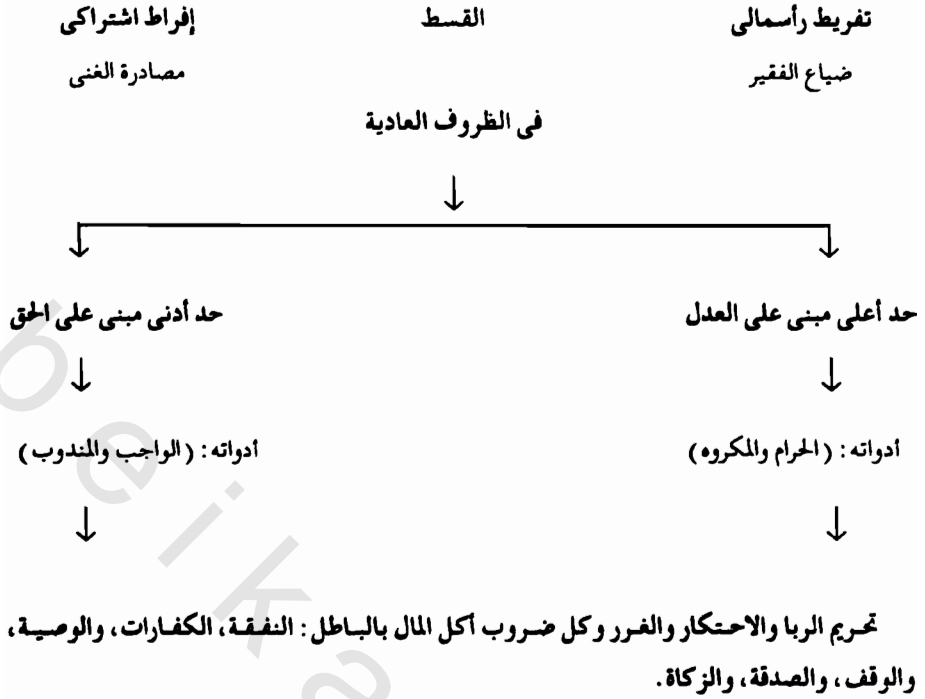 تفريط رأسمالى القسط إفراط اشتراكى
ضياع الفقير مصادرة الغنى
فى الظروف العادية
حد أعلى مبنى على العدل حد أدنى مبنى على الحق
أدواته: (الحرام والمكروه) أدواته: (الواجب والمندوب)
تحريم الربا والاحتكار والغرر وكل ضروب أكل المال بالباطل: النفقة، الكفارات، والوصية،
والوقف، والصدقة، والزكاة.
b e i k a